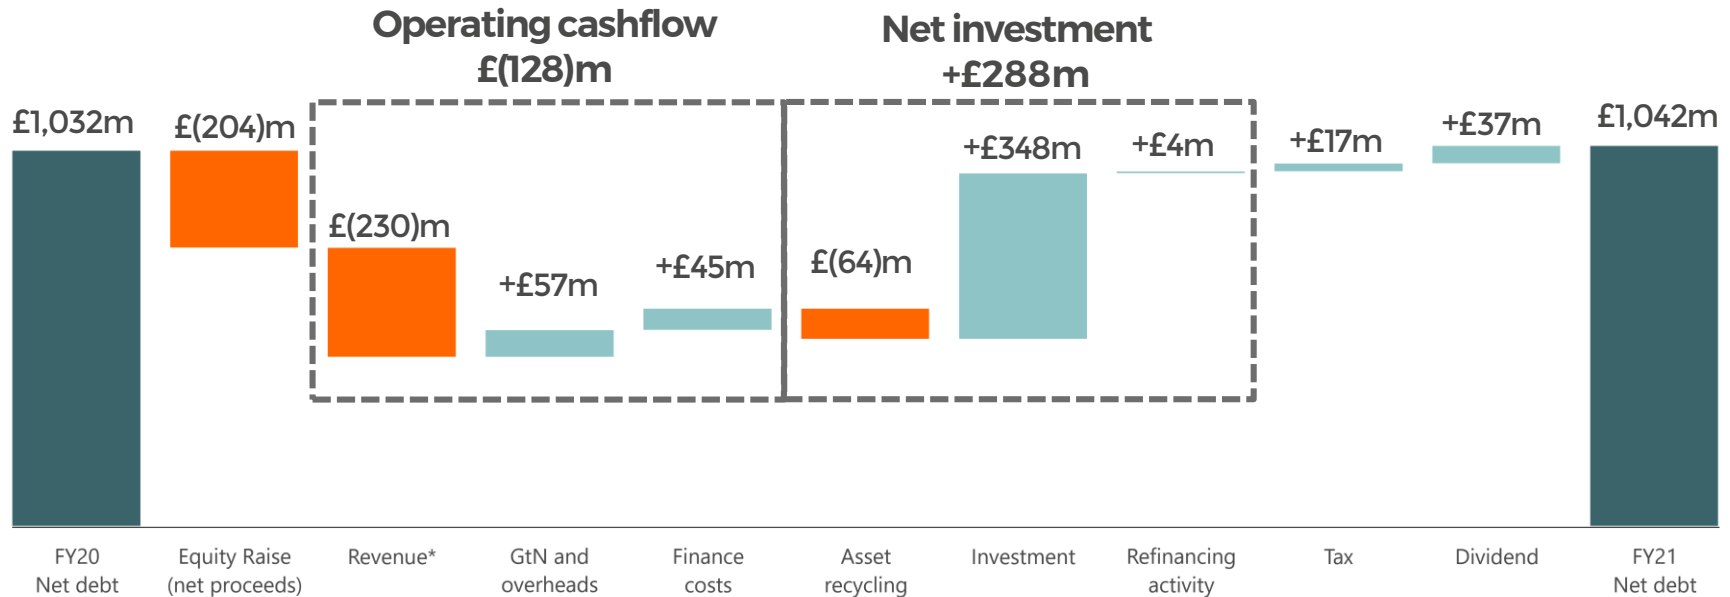 Operating cashflow
£(128)m
Net investment
+£288m
£1,032m
£(204)m
£(230)m
+£57m
+£45m
£(64)m
+£348m
+£4m
+£17m
+£37m
£1,042m
FY20
Net debt
Equity Raise
(net proceeds)
Revenue*
GtN and
overheads
Finance
costs
Asset
recycling
Investment
Refinancing
activity
Tax
Dividend
FY21
Net debt